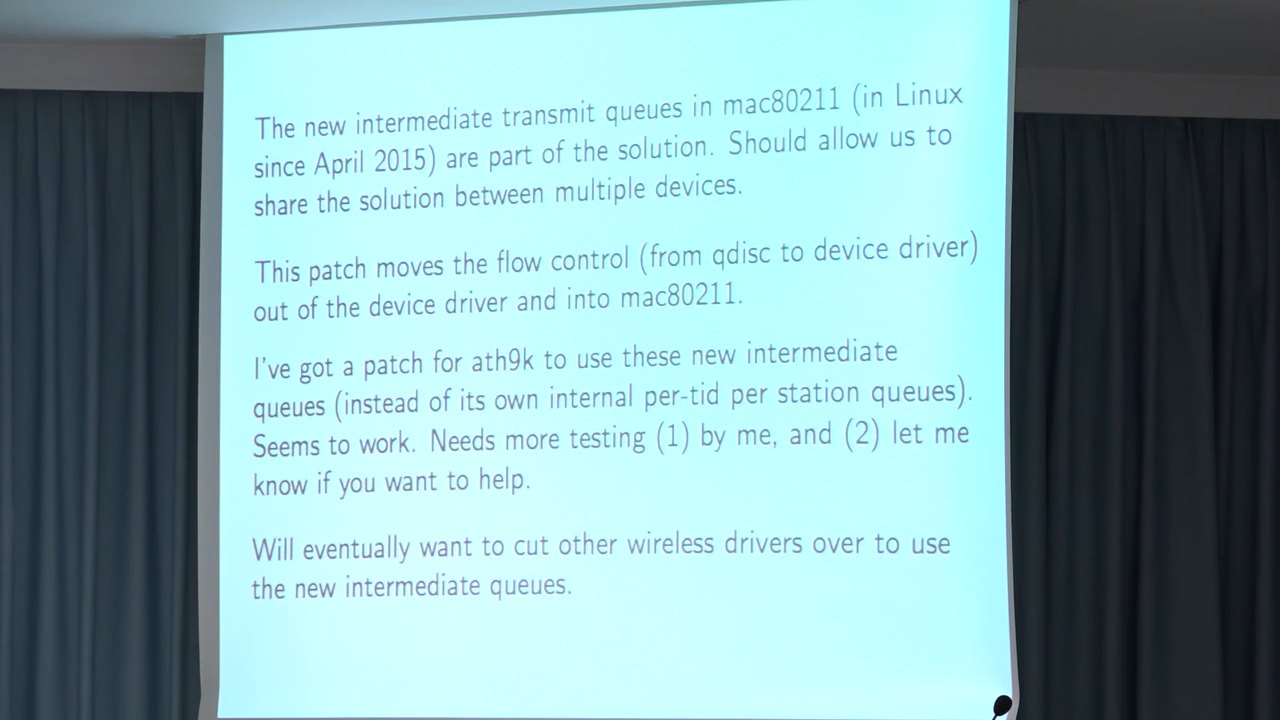 The new intermediate transmit queues in mac80211 (in Linux
since April 2015) are part of the solution. Should allow us to
share the solution between multiple devices.
This patch moves the flow control (from qdisc to device driver)
out of the device driver and into mac80211.
I've got a patch for ath9k to use these new intermediate
queues (instead of its own internal per-tid per station queues).
Seems to work. Needs more testing (1) by me, and (2) let me
know if you want to help.
Will eventually want to cut other wireless drivers over to use
the new intermediate queues.